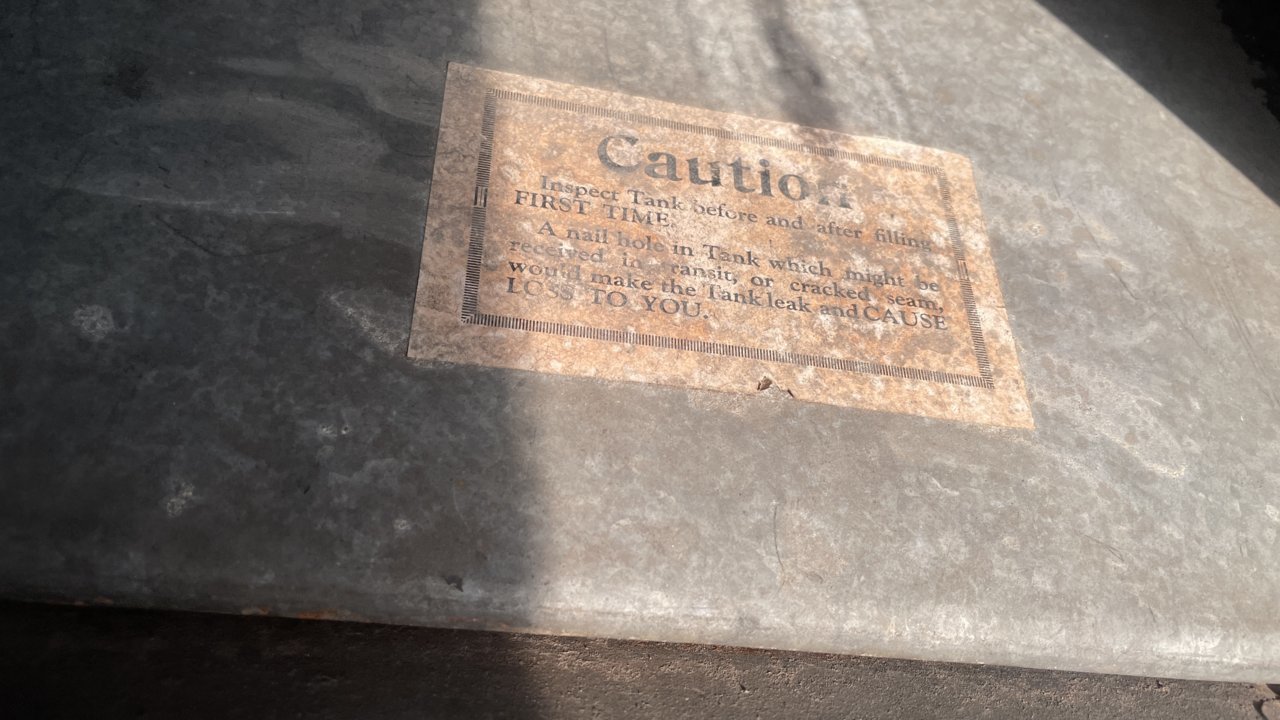 Caution
Inspect Tank before and after filling
FIRST TIME.
A nail hole in Tank which might be
received in transit, or cracked seam,
would make the Tank leak and CAUSE
LOSS TO YOU.